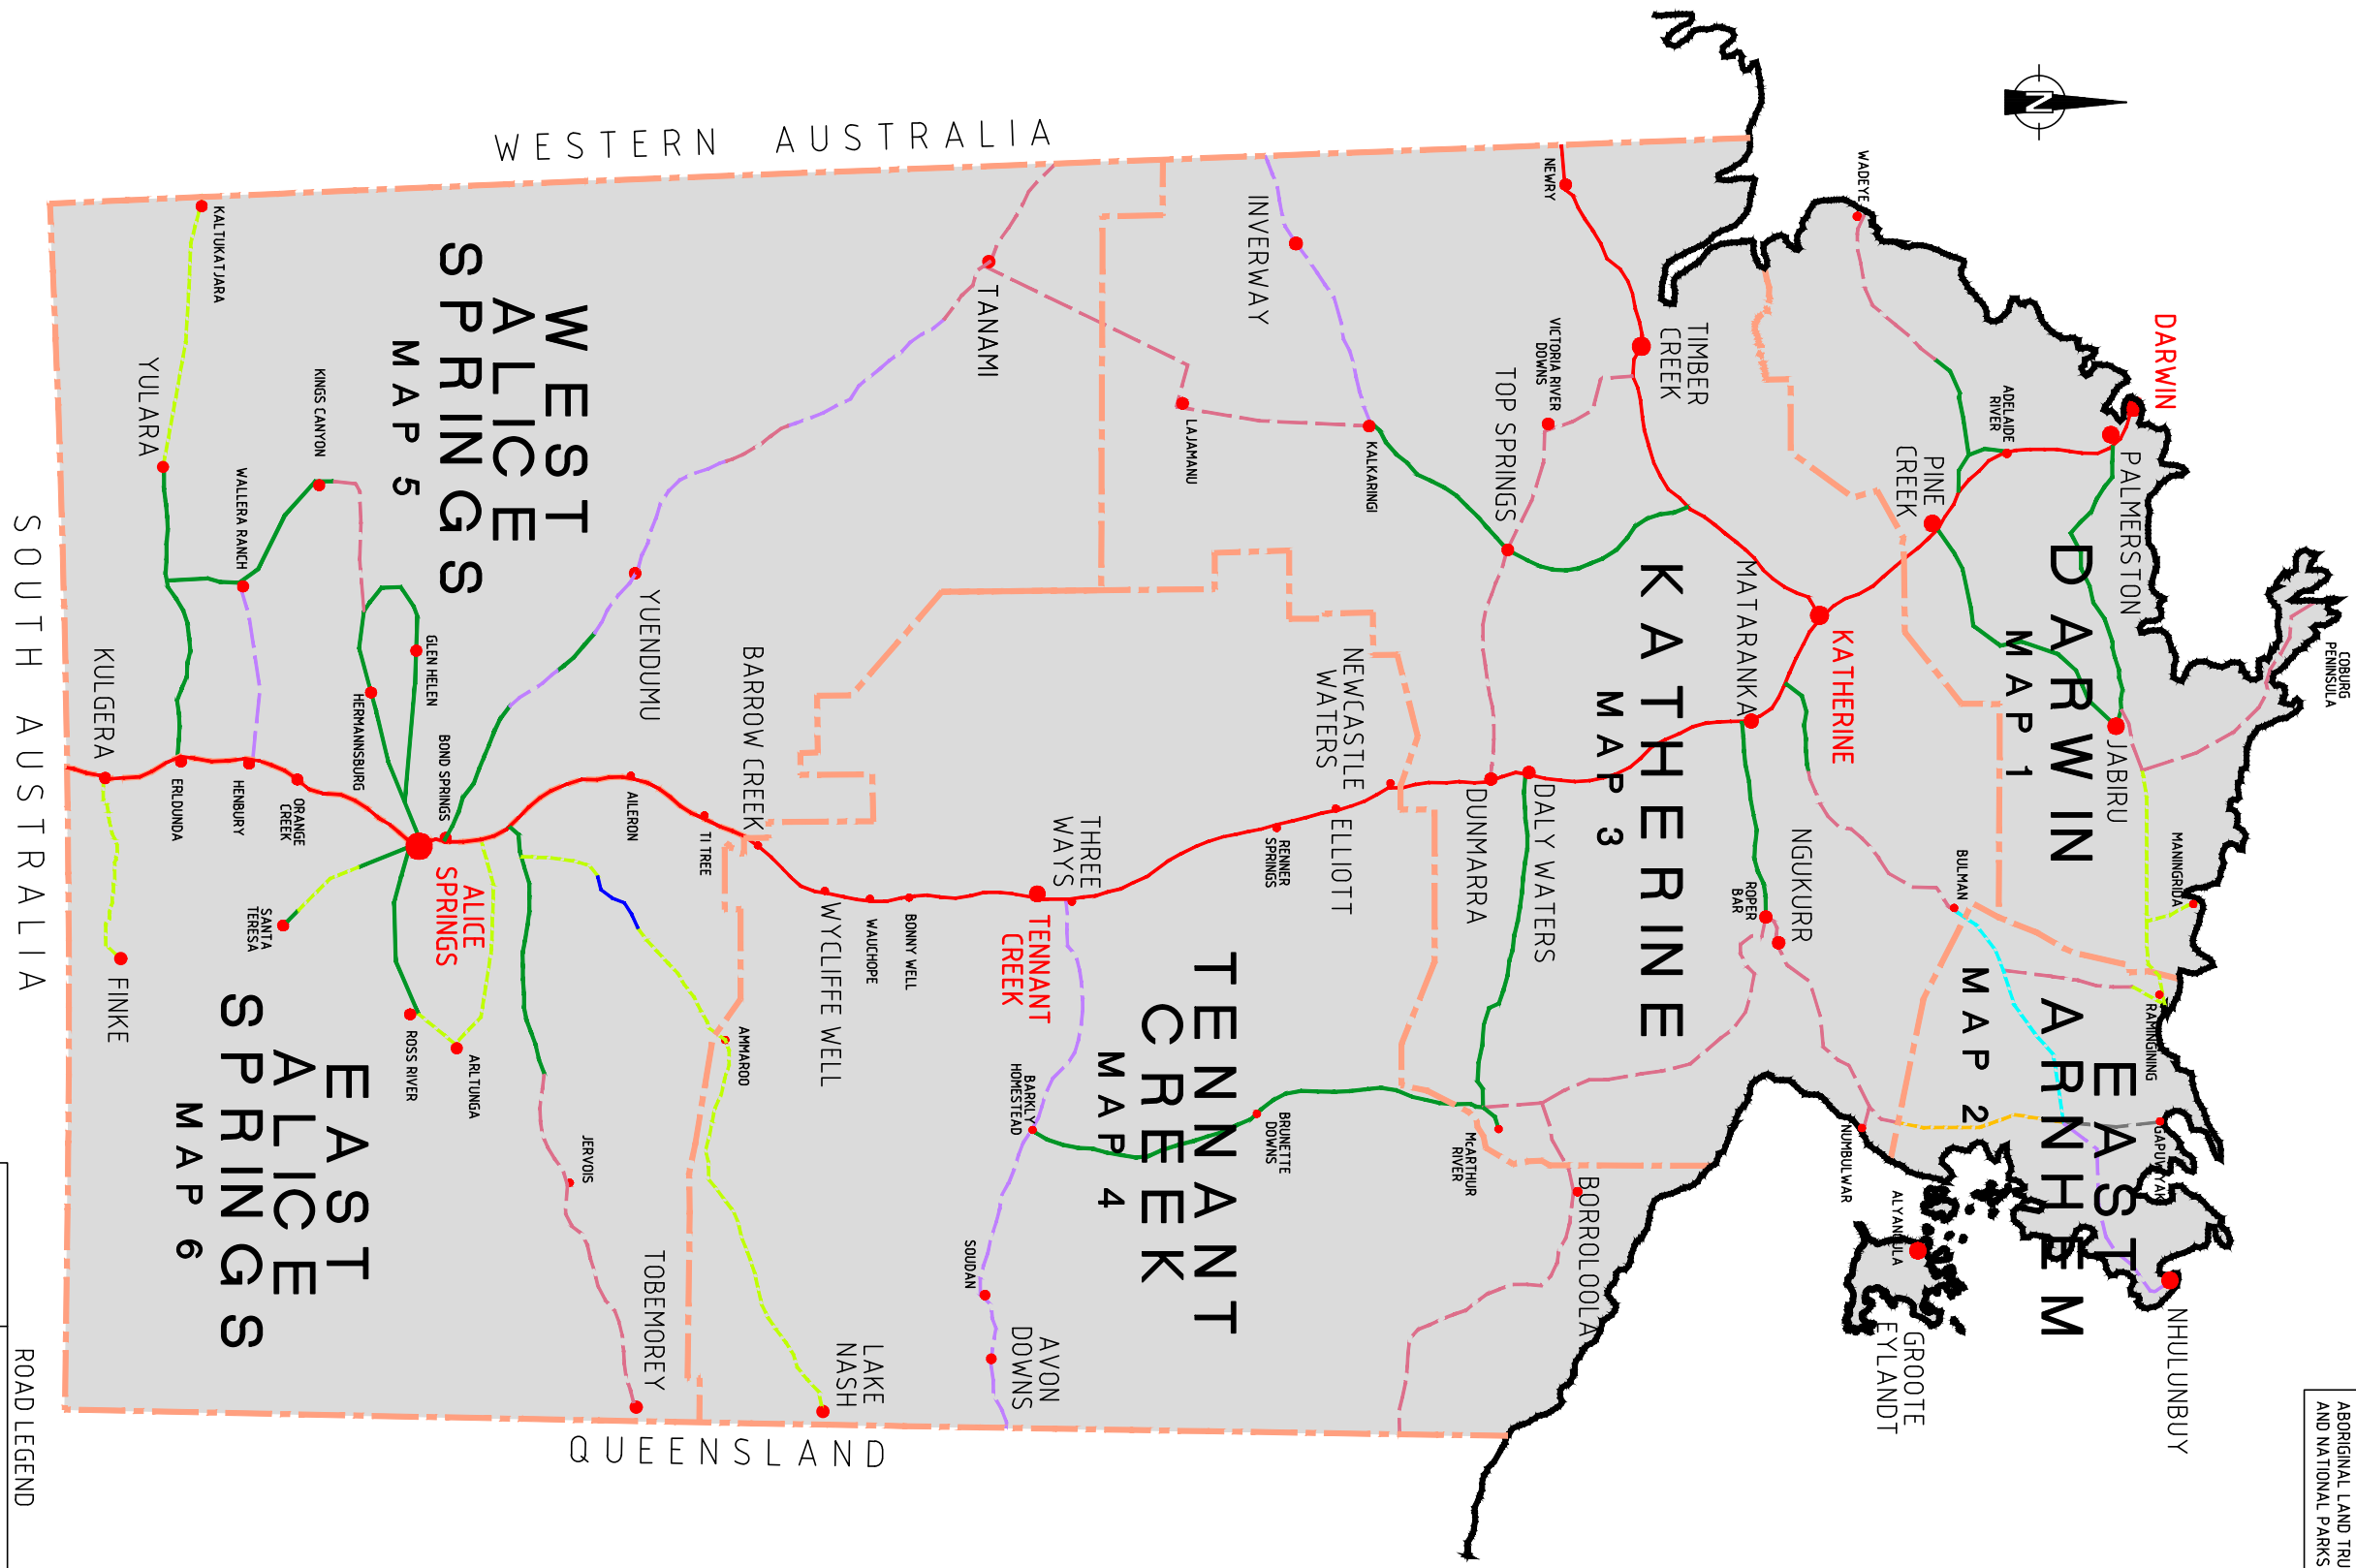 ABORIGINAL LAND TRU
AND NATIONAL PARKS
N
COBURG
PENINSULA
DARWIN
PALMERSTON
DARWIN
MAP 1
JABIRU
MANINGRIDA
RAMINGINING
GAPUWIYAK
EAST
ARNHEM
MAP 2
NHULUNBUY
ADELAIDE
RIVER
PINE
CREEK
WADEYE
BULMAN
NUMBULWAR
ALYANGULA
GROOTE
EYLANDT
KATHERINE
MATARANKA
NGUKURR
ROPER
BAR
TIMBER
CREEK
NEWRY
VICTORIA RIVER
DOWNS
TOP SPRINGS
KATHERINE
MAP 3
DALY WATERS
DUNMARRA
BORROLOOLA
McARTHUR
RIVER
KALKARINGI
INVERWAY
LAJAMANU
NEWCASTLE
WATERS
ELLIOTT
RENNER
SPRINGS
BRUNETTE
DOWNS
TENNANT
CREEK
MAP 4
THREE
WAYS
TENNANT
CREEK
BARKLY
HOMESTEAD
SOUDAN
AVON
DOWNS
TANAMI
BONNY WELL
WAUCHOPE
WYCLIFFE WELL
BARROW CREEK
AMMAROO
LAKE
NASH
WESTERN AUSTRALIA
TI TREE
AILERON
YUENDUMU
TOBEMOREY
JERVOIS
QUEENSLAND
WEST
ALICE
SPRINGS
MAP 5
ALICE
SPRINGS
BOND SPRINGS
GLEN HELEN
HERMANNSBURG
ARLTUNGA
ROSS RIVER
EAST
ALICE
SPRINGS
MAP 6
KINGS CANYON
ORANGE
CREEK
SANTA
TERESA
WALLERA RANCH
HENBURY
KALTUKATJARA
YULARA
ERLDUNDA
KULGERA
FINKE
SOUTH AUSTRALIA
ROAD LEGEND